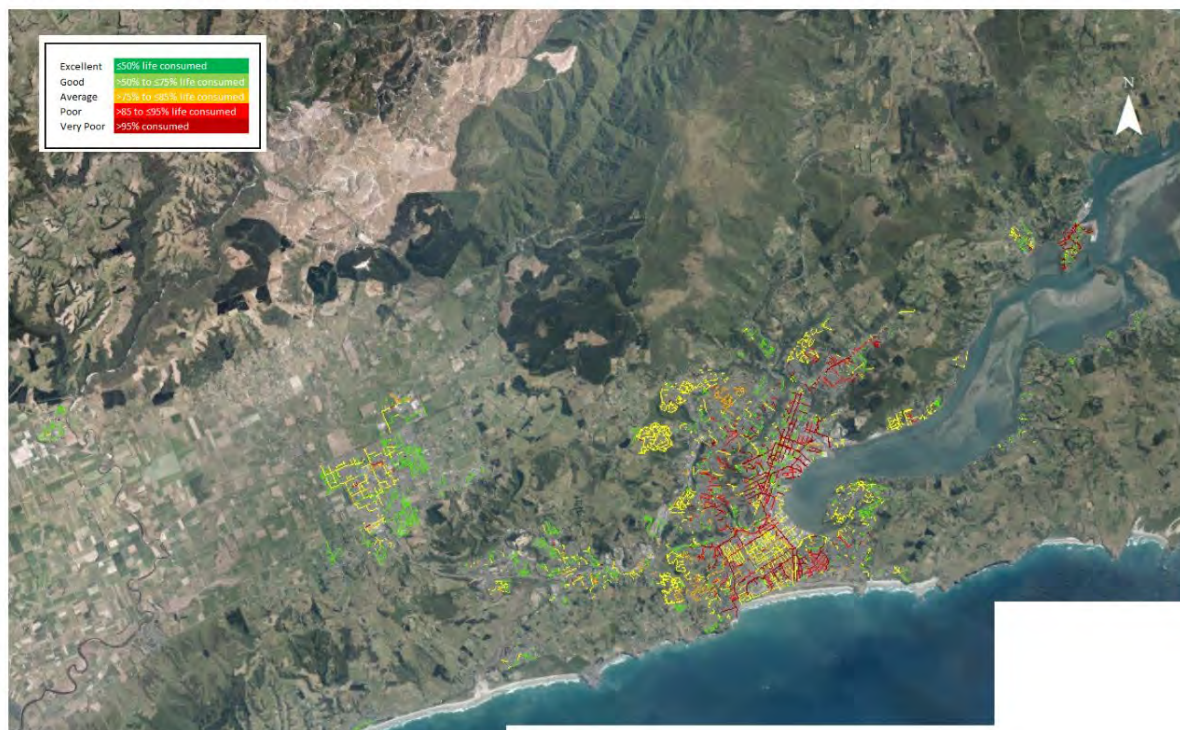 Excellent ≤50% life consumed
Good >50% to ≤75% life consumed
Average >75% to ≤85% life consumed
Poor >85 to ≤95% life consumed
Very Poor >95% consumed
N